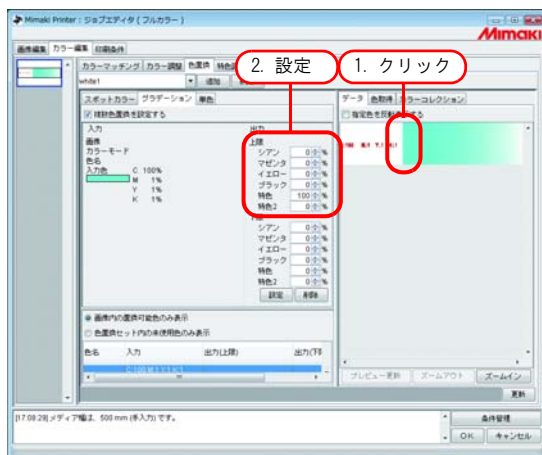 Mimaki Printer : ジョブエディタ ( フルカラー )
Mimaki
画像編集 カラー編集 印刷条件
カラーマッチング カラー調整 色置換
white1
追加
2. 設定
1. クリック
スポットカラー グラデーション 単色
データ 色取得 カラーコレクション
階調色置換を設定する
指定色を反転
入力
画像
カラーモード
色名
入力色 C 100%
M 1%
Y 1%
K 1%
出力
上限
シアン 0 %
マゼンタ 0 %
イエロー 0 %
ブラック 0 %
特色 100 %
特色2 0 %
シアン 0 %
マゼンタ 0 %
イエロー 0 %
ブラック 0 %
特色 0 %
特色2 0 %
設定 削除
画像内の置換可能色のみ表示
色置換セット内の未使用色のみ表示
色名 入力 出力(上限) 出力(下
C:100 M:1 Y:1 K:1
プレビュー更新 ズームアウト ズームイン
更新
[17:08:29] メディア幅は、500 mm (手入力) です。
条件管理
OK キャンセル